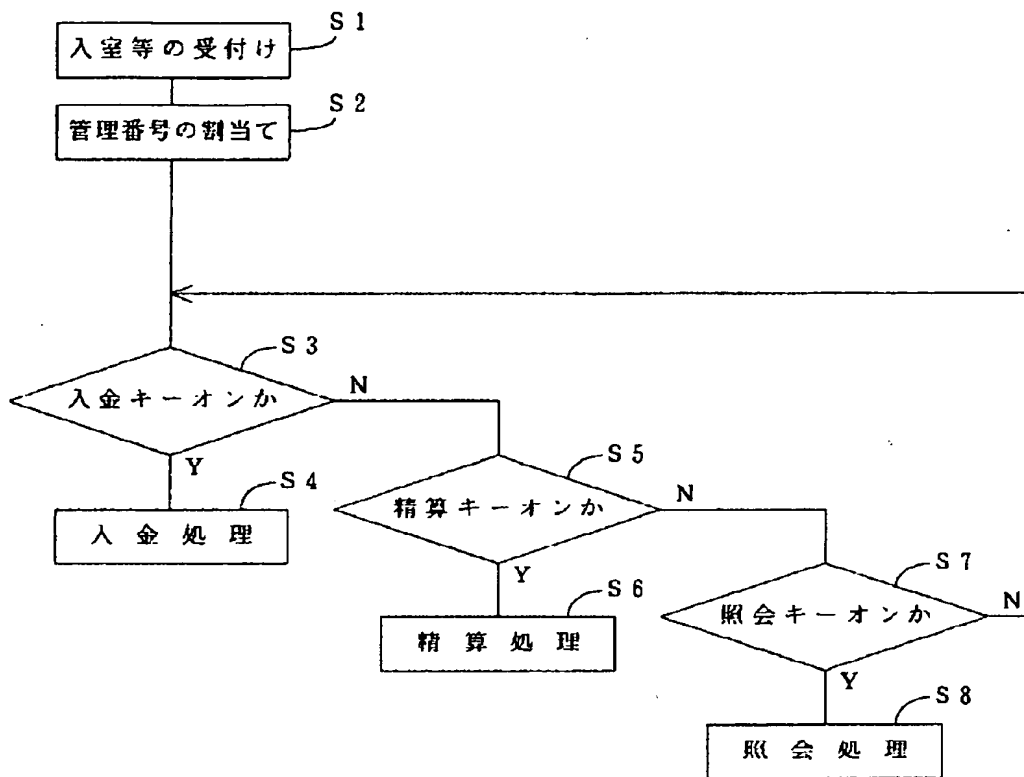 S1
入室等の受付け
S2
管理番号の割当て
S3
入金キーオンか
N
Y
S4
入金処理
S5
精算キーオンか
N
Y
S6
精算処理
S7
照会キーオンか
N
Y
S8
照会処理